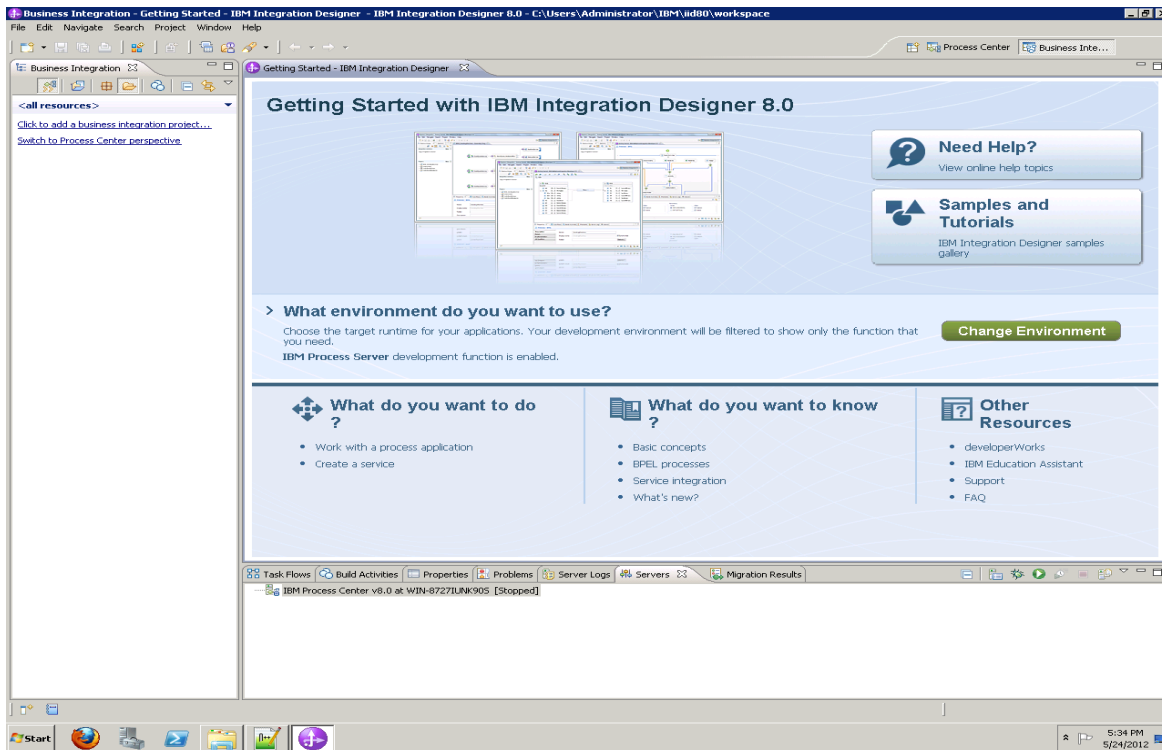 Business Integration - Getting Started - IBM Integration Designer - IBM Integration Designer 8.0 - C:\Users\Administrator\IBM\iid80\workspace
File Edit Navigate Search Project Window Help
Process Center Business Inte...
Business Integration
Getting Started - IBM Integration Designer
<all resources>
Click to add a business integration project...
Switch to Process Center perspective
Getting Started with IBM Integration Designer 8.0
Need Help?
View online help topics
Samples and
Tutorials
IBM Integration Designer samples
gallery
What environment do you want to use?
Choose the target runtime for your applications. Your development environment will be filtered to show only the function that
you need.
IBM Process Server development function is enabled.
Change Environment
What do you want to do
?
Work with a process application
Create a service
What do you want to know
?
Basic concepts
BPEL processes
Service integration
What's new?
Other
Resources
developerWorks
IBM Education Assistant
Support
FAQ
Task Flows Build Activities Properties Problems Server Logs Servers Migration Results
IBM Process Center v8.0 at WIN-8727IUNK90S [Stopped]
Start
5:34 PM
5/24/2012